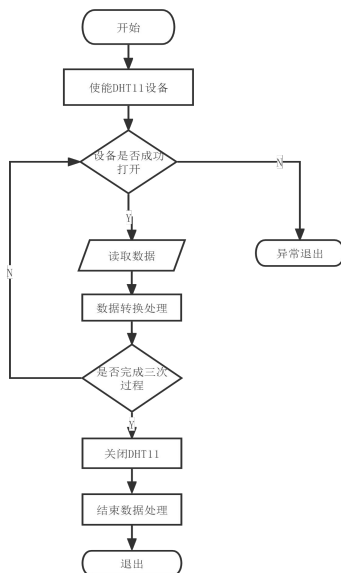 开始
使能DHT11设备
设备是否成功
打开
N
Y
读取数据
异常退出
N
数据转换处理
是否完成三次
过程
Y
关闭DHT11
结束数据处理
退出